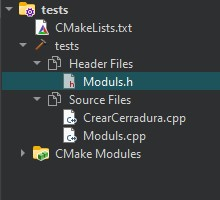 tests
CMakeLists.txt
tests
Header Files
Moduls.h
Source Files
CrearCerradura.cpp
Moduls.cpp
CMake Modules